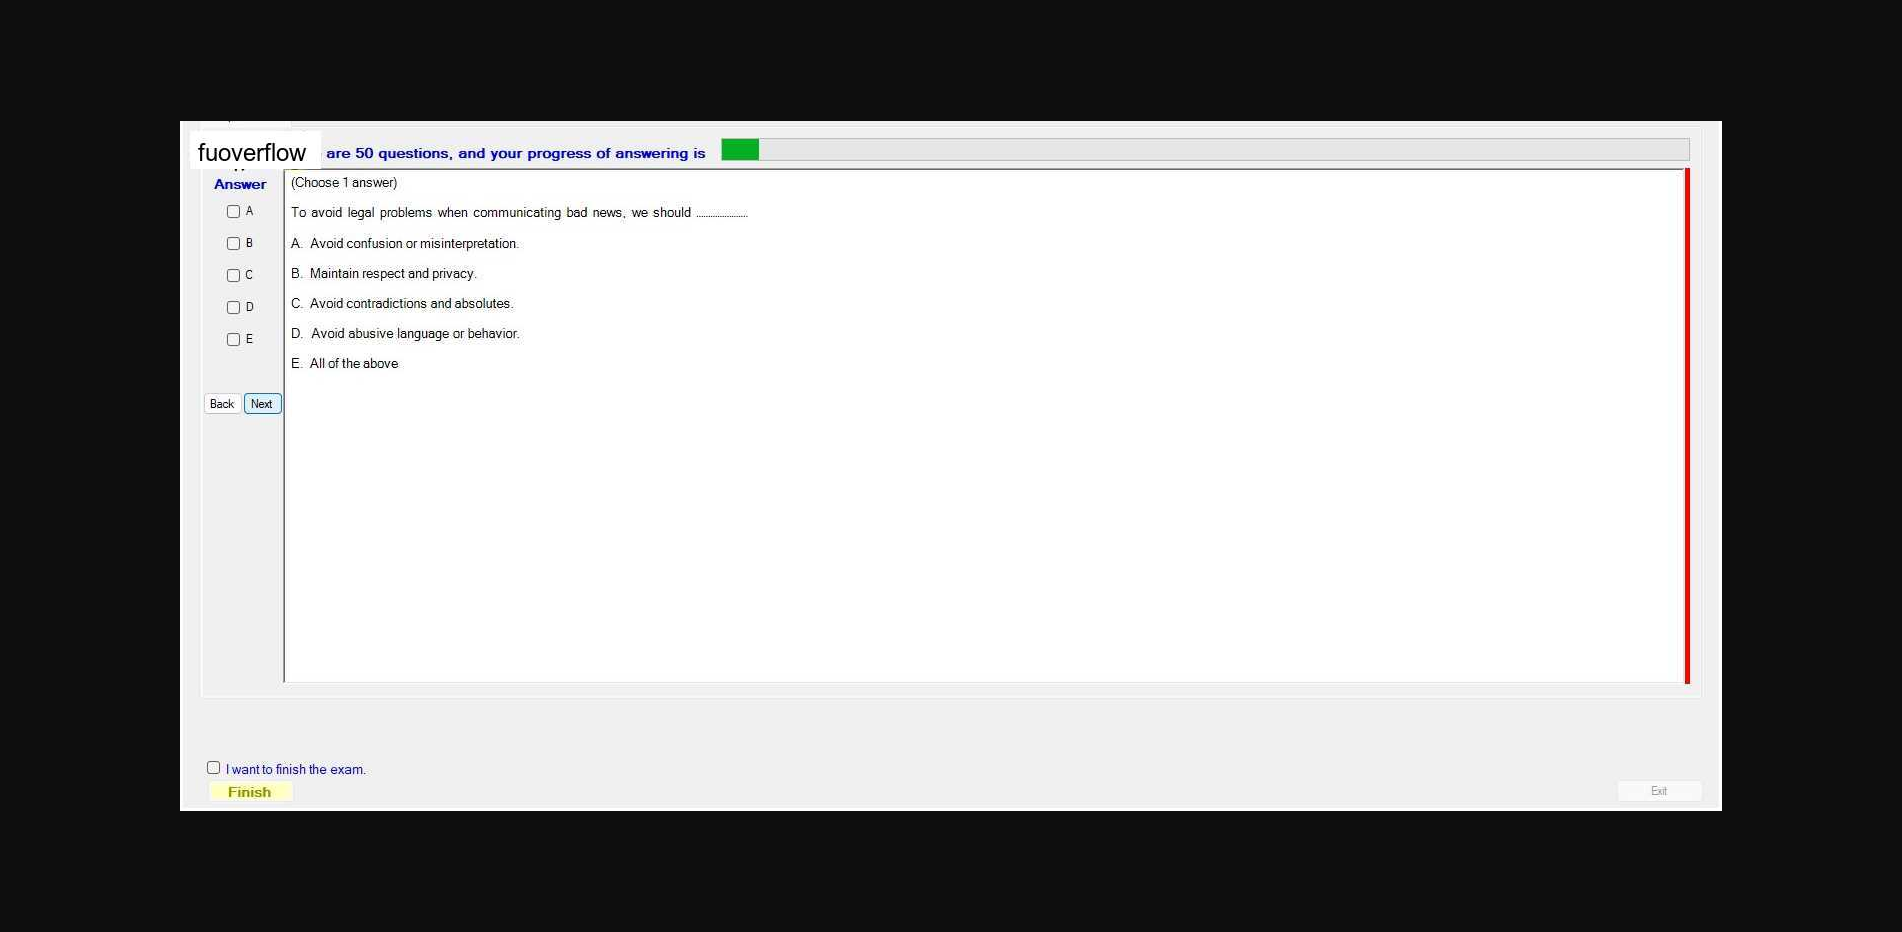 fuoverflow are 50 questions, and your progress of answering is
Answer
(Choose 1 answer)
A
To avoid legal problems when communicating bad news, we should ....................
B
A. Avoid confusion or misinterpretation.
C
B. Maintain respect and privacy.
D
C. Avoid contradictions and absolutes.
E
D. Avoid abusive language or behavior.
E. All of the above
Back Next
I want to finish the exam.
Finish
Exit